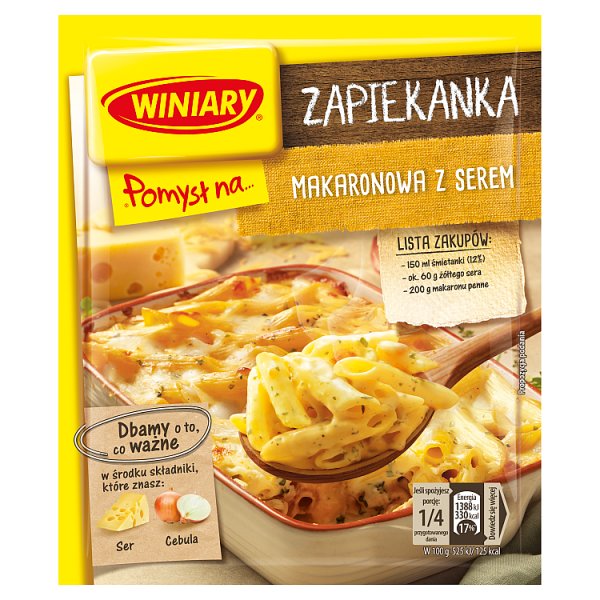 WINIARY®
ZAPIEKANKA
Pomysł na...
MAKARONOWA Z SEREM
LISTA ZAKUPÓW:
- 150 ml śmietanki (12%)
- ok. 60 g żółtego sera
- 200 g makaronu penne
Propozycja podania
Dbamy o to,
co ważne
w środku składniki,
które znasz:
Ser
Cebula
Jeśli spożyjesz
porcję:
1/4
przygotowanego
dania
Energia
1388 kJ
330 kcal
17%
Dowiedz się więcej
W 100 g 525 kJ/125 kcal